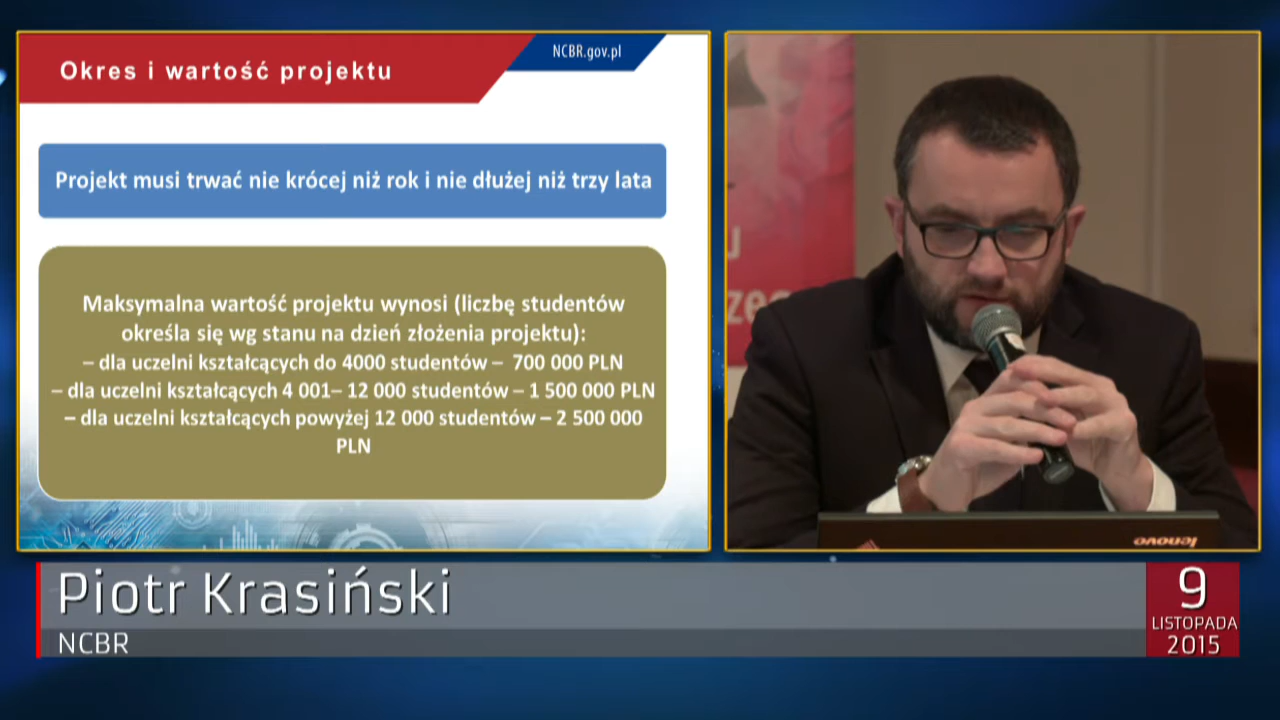 Okres i wartość projektu
NCBR.gov.pl
Projekt musi trwać nie krócej niż rok i nie dłużej niż trzy lata
Maksymalna wartość projektu wynosi (liczbę studentów
określa się wg stanu na dzień złożenia projektu):
– dla uczelni kształcących do 4000 studentów – 700 000 PLN
– dla uczelni kształcących 4 001– 12 000 studentów – 1 500 000 PLN
– dla uczelni kształcących powyżej 12 000 studentów – 2 500 000
PLN
lenovo
Piotr Krasiński
NCBR
9
LISTOPADA
2015